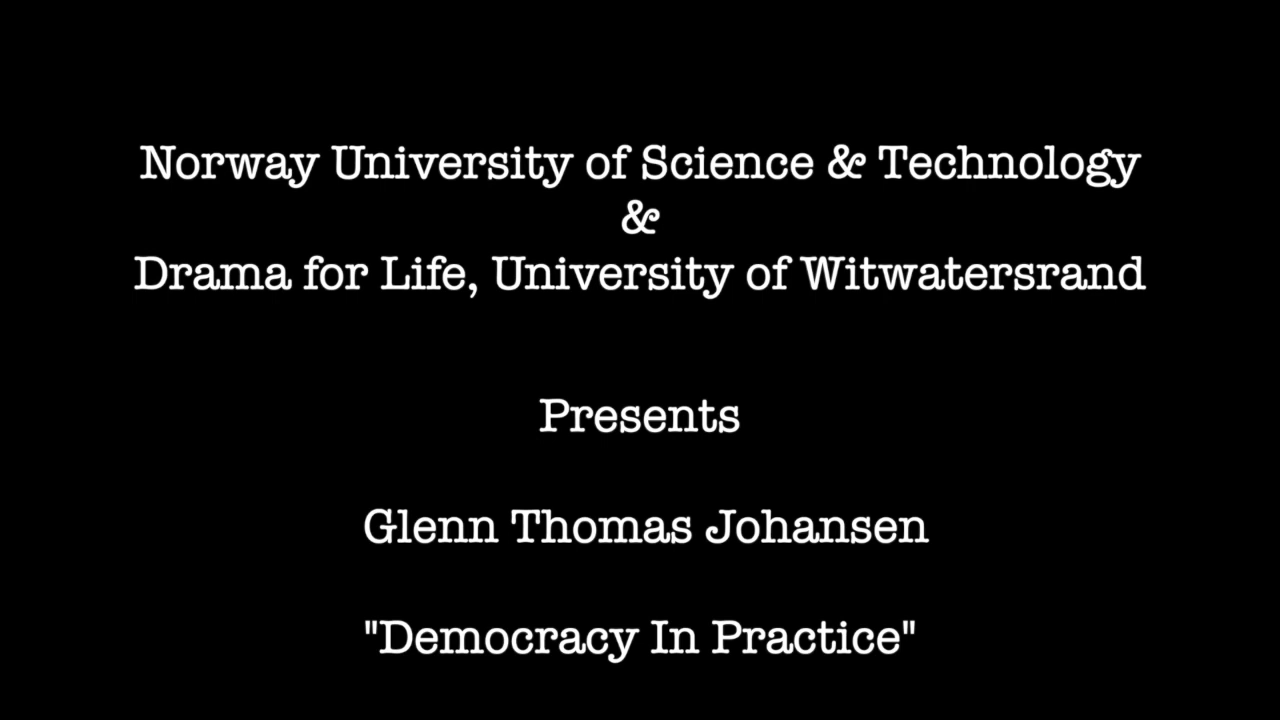 Norway University of Science & Technology
&
Drama for Life, University of Witwatersrand
Presents
Glenn Thomas Johansen
"Democracy In Practice"